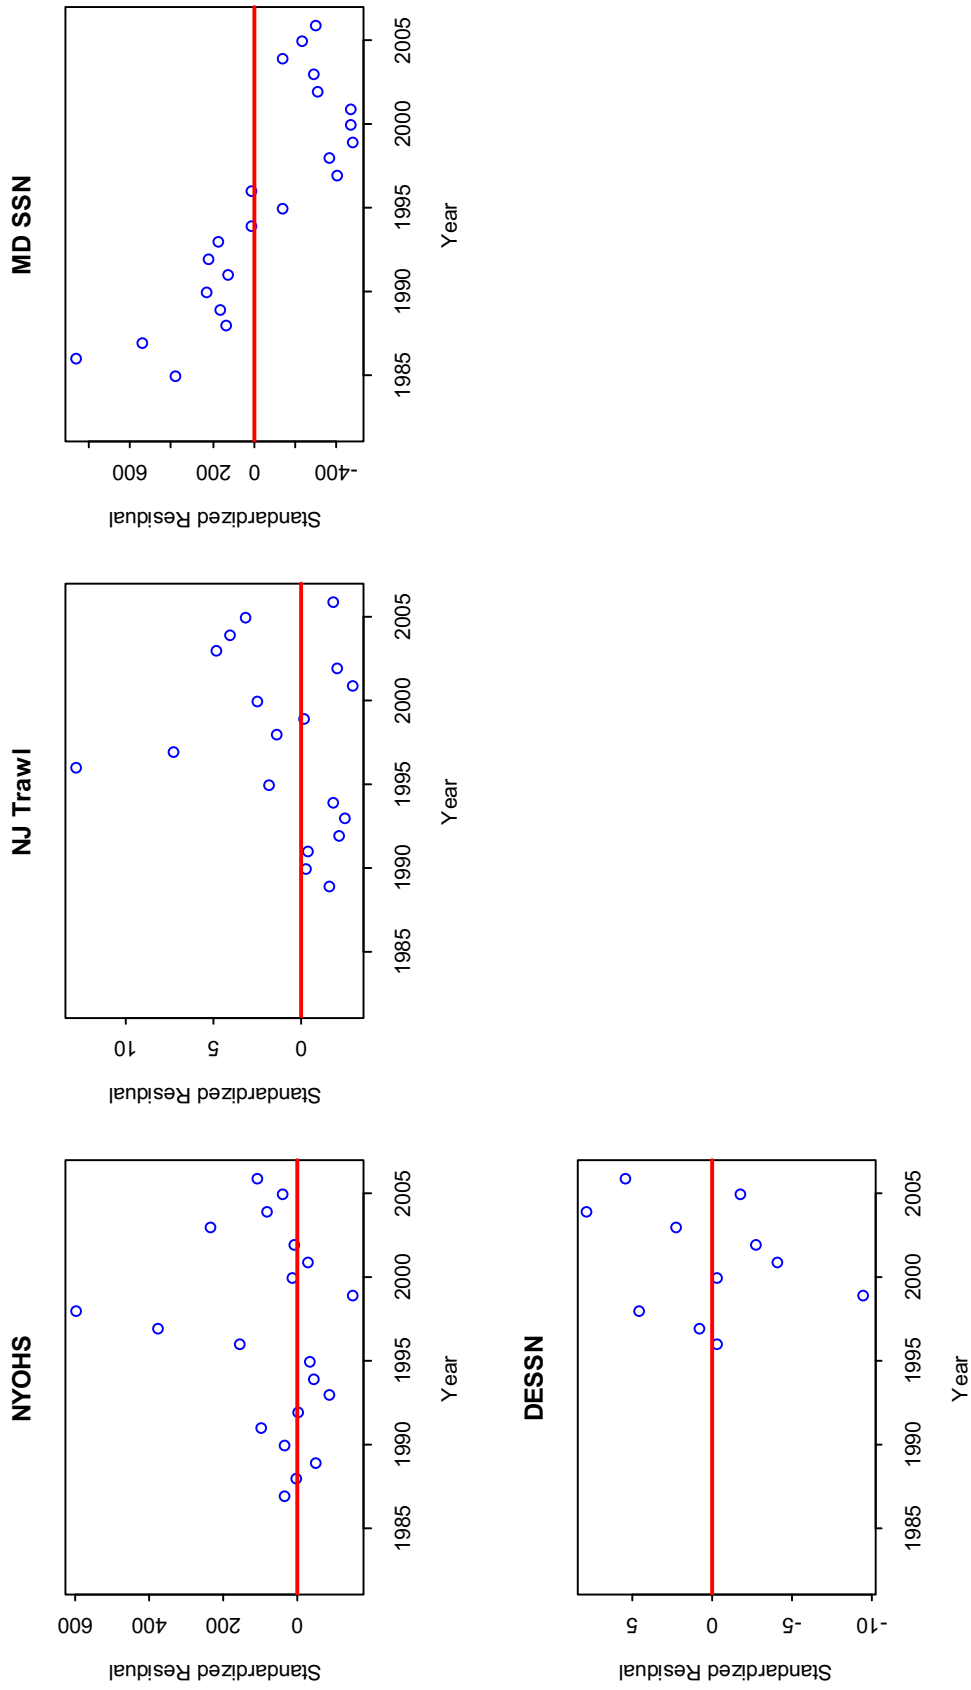 NYOHS
Standardized Residual
600
400
200
0
1985 1990 1995 2000 2005
Year
NJ Trawl
Standardized Residual
10
5
0
1985 1990 1995 2000 2005
Year
MD SSN
Standardized Residual
600
200
0
-400
1985 1990 1995 2000 2005
Year
DESSN
Standardized Residual
5
0
-5
-10
1985 1990 1995 2000 2005
Year